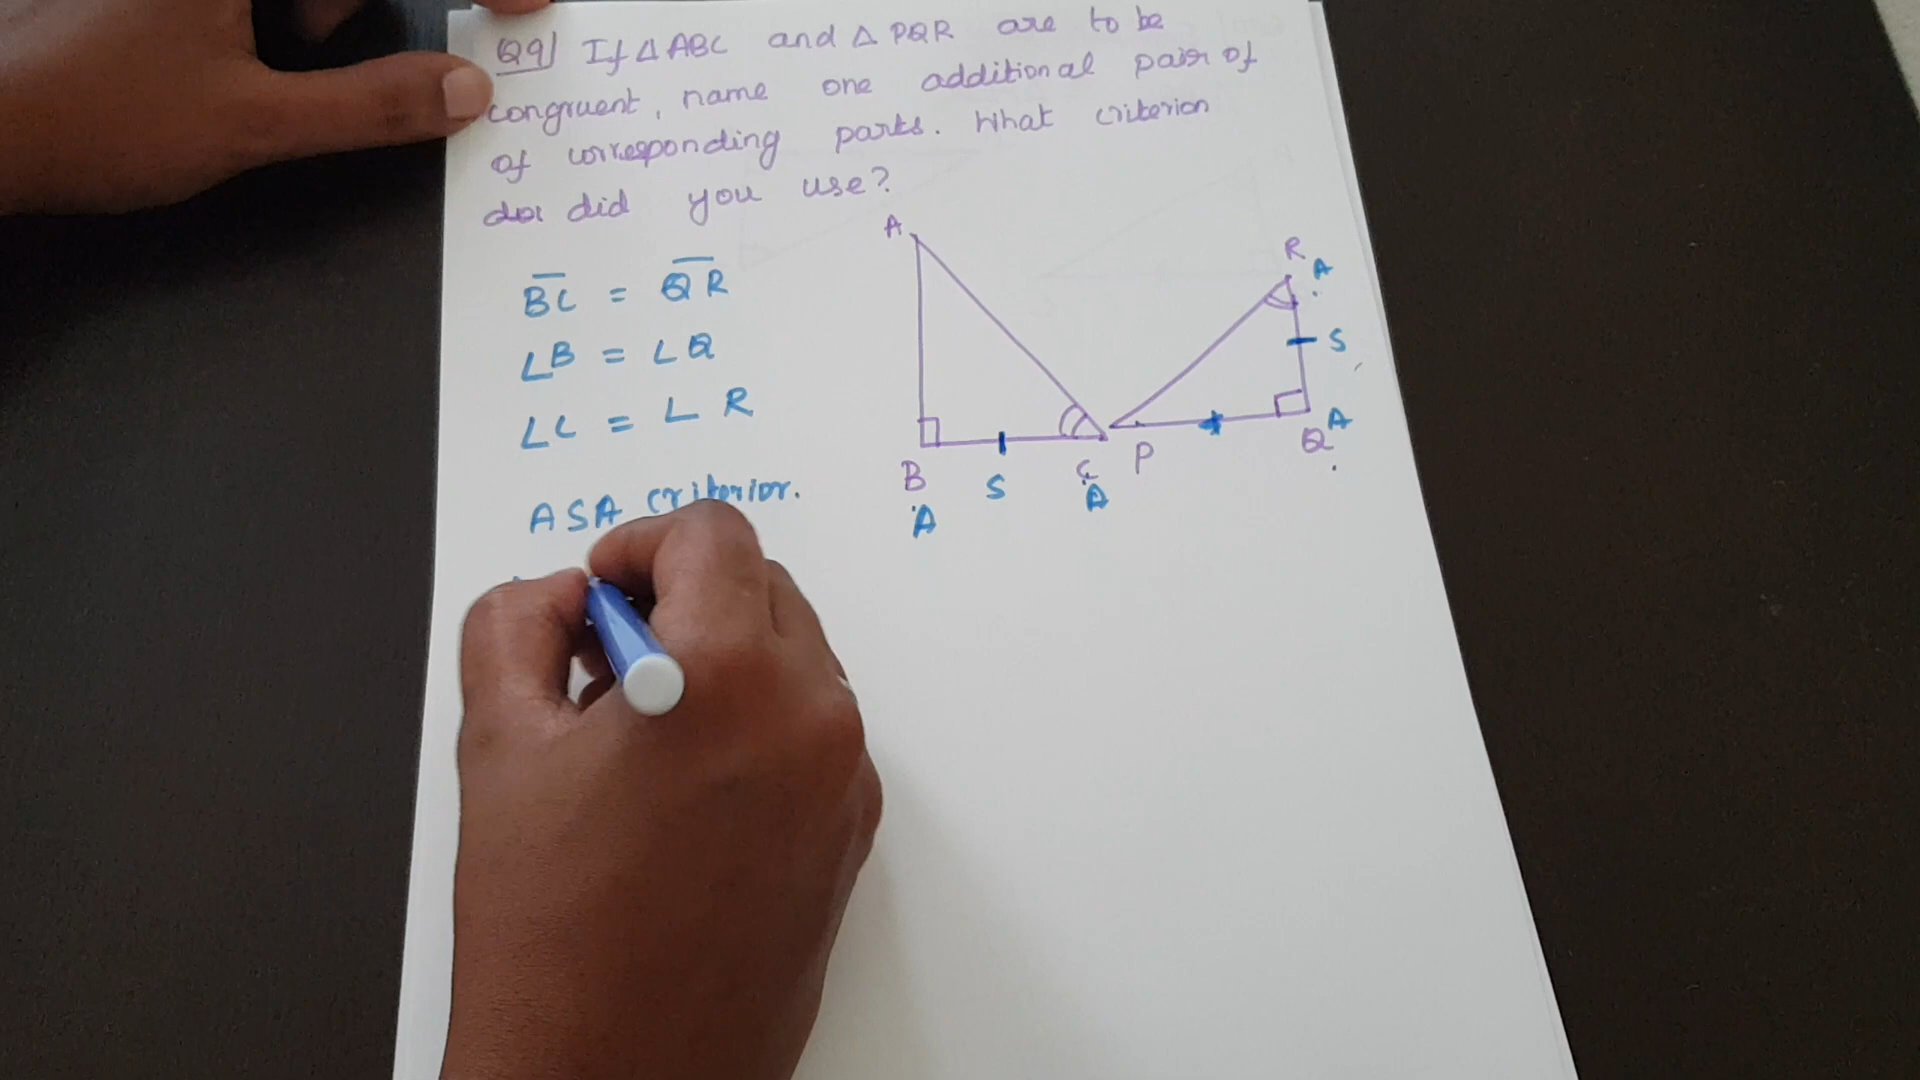 Q9) If △ABC and △PQR are to be
congruent, name one additional pair of
of corresponding parts. What criterion
did you use?
BC = QR
∠B = ∠Q
∠C = ∠R
ASA criterior.
A
B
S
C
A
A
R
A
S
P
Q
A